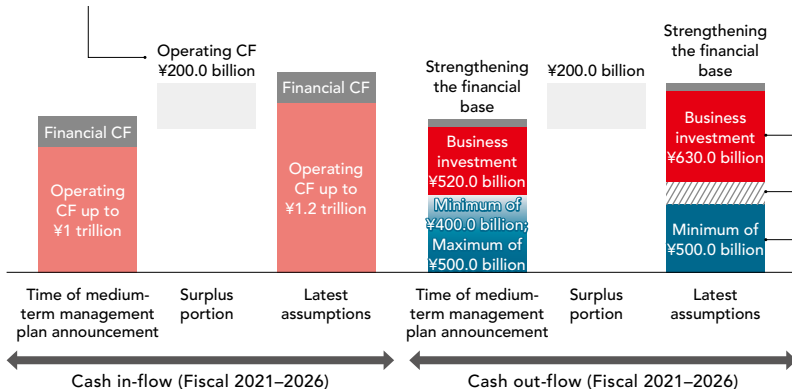 Operating CF
¥200.0 billion
Financial CF
Operating
CF up to
¥1 trillion
Financial CF
Operating
CF up to
¥1.2 trillion
Strengthening
the financial
base
Business
investment
¥520.0 billion
Minimum of
¥400.0 billion;
Maximum of
¥500.0 billion
¥200.0 billion
Strengthening
the financial
base
Business
investment
¥630.0 billion
Minimum of
¥500.0 billion
Time of medium-
term management
plan announcement
Surplus
portion
Latest
assumptions
Time of medium-
term management
plan announcement
Surplus
portion
Latest
assumptions
Cash in-flow (Fiscal 2021–2026)
Cash out-flow (Fiscal 2021–2026)